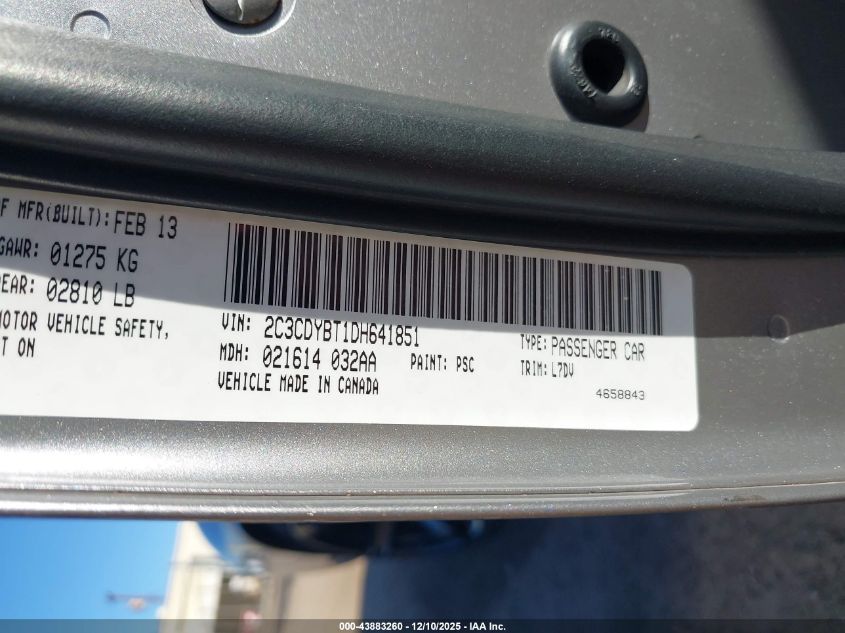 F MFR(BUILT): FEB 13
GAWR: 01275 KG
EAR: 02810 LB
MOTOR VEHICLE SAFETY,
T ON
VIN: 2C3CDYBT1DH641851
MDH: 021614 032AA PAINT: PSC
VEHICLE MADE IN CANADA
TYPE: PASSENGER CAR
TRIM: L7DV
4658843
000-43883260 - 12/10/2025 - IAA Inc.